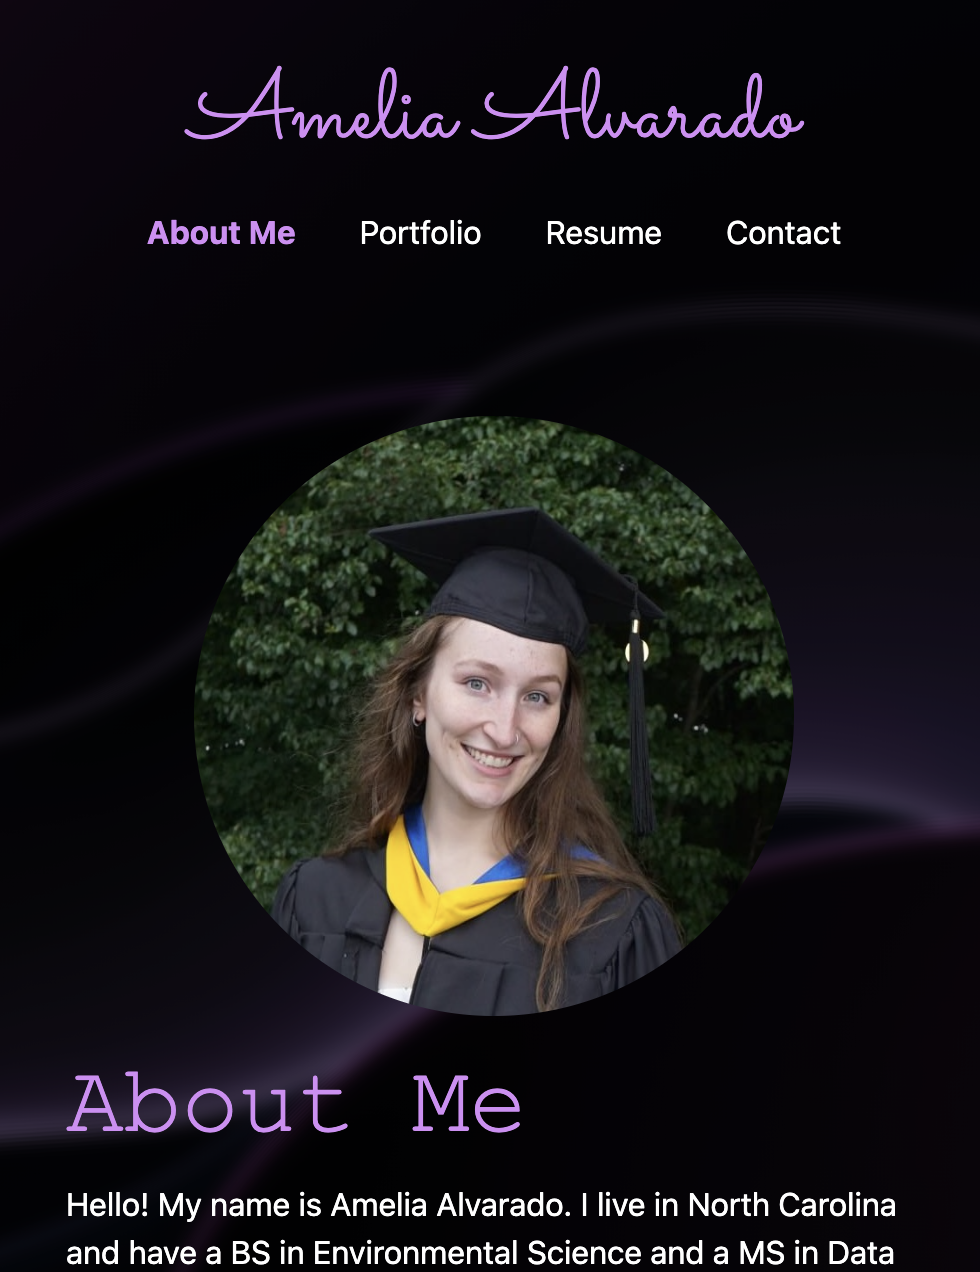 Amelia Alvarado
About Me Portfolio Resume Contact
About Me
Hello! My name is Amelia Alvarado. I live in North Carolina
and have a BS in Environmental Science and a MS in Data